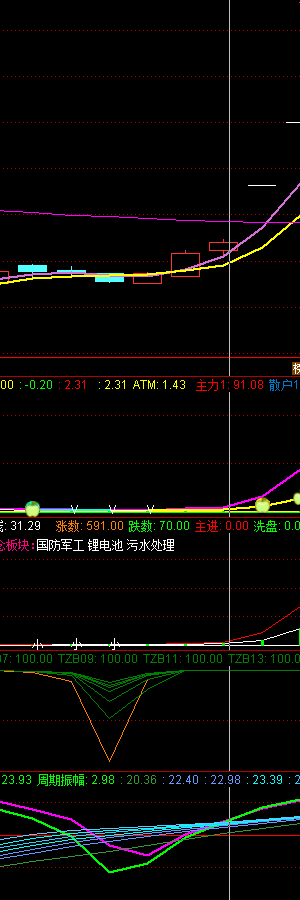 00 : -0.20 : 2.31 : 2.31 ATM: 1.43 主力1: 91.08 散户1
: 31.29 涨数: 591.00 跌数: 70.00 主进: 0.00 洗盘: 0.0
板块: 国防军工 锂电池 污水处理
小 小 小
07: 100.00 TZB09: 100.00 TZB11: 100.00 TZB13: 100.00
23.93 周期振幅: 2.98 : 20.36 : 22.40 : 22.98 : 23.39 : 2